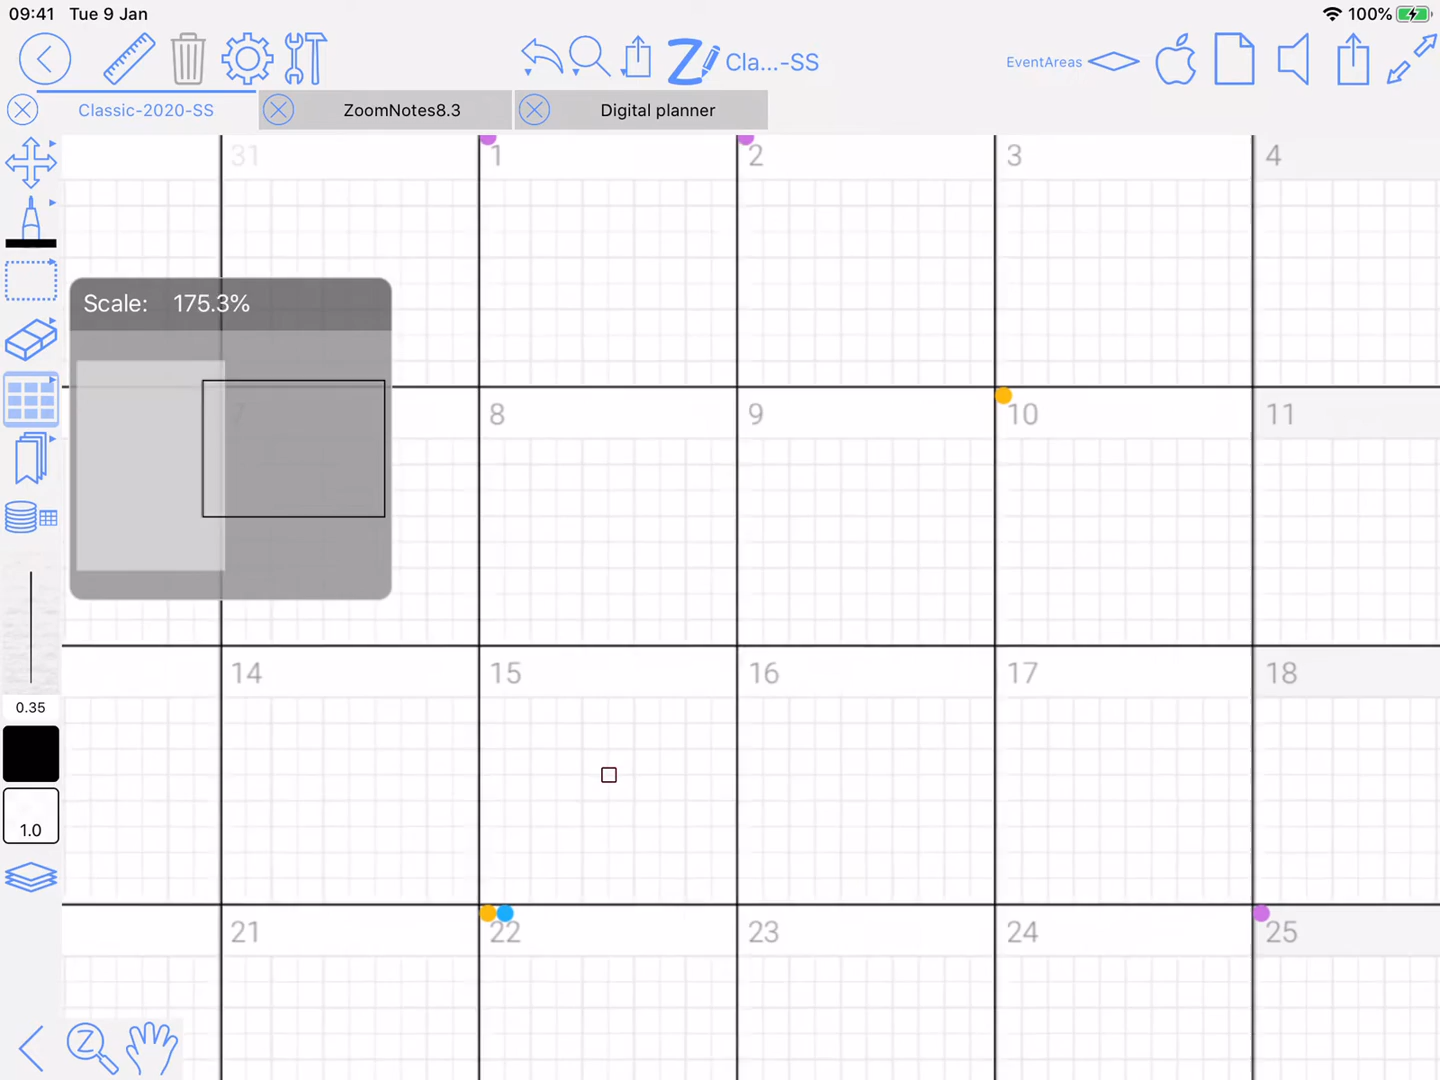 09:41 Tue 9 Jan 100%
Cla...-SS EventAreas
Classic-2020-SS ZoomNotes8.3 Digital planner
31 1 2 3 4
Scale: 175.3%
7 8 9 10 11
14 15 16 17 18
0.35
1.0
21 22 23 24 25